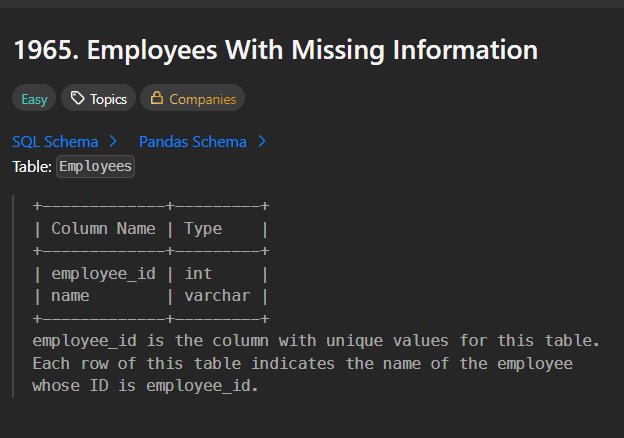 1965. Employees With Missing Information
Easy Topics Companies
SQL Schema > Pandas Schema >
Table: Employees
+-------------+---------+
| Column Name | Type    |
+-------------+---------+
| employee_id | int     |
| name        | varchar |
+-------------+---------+
employee_id is the column with unique values for this table.
Each row of this table indicates the name of the employee
whose ID is employee_id.